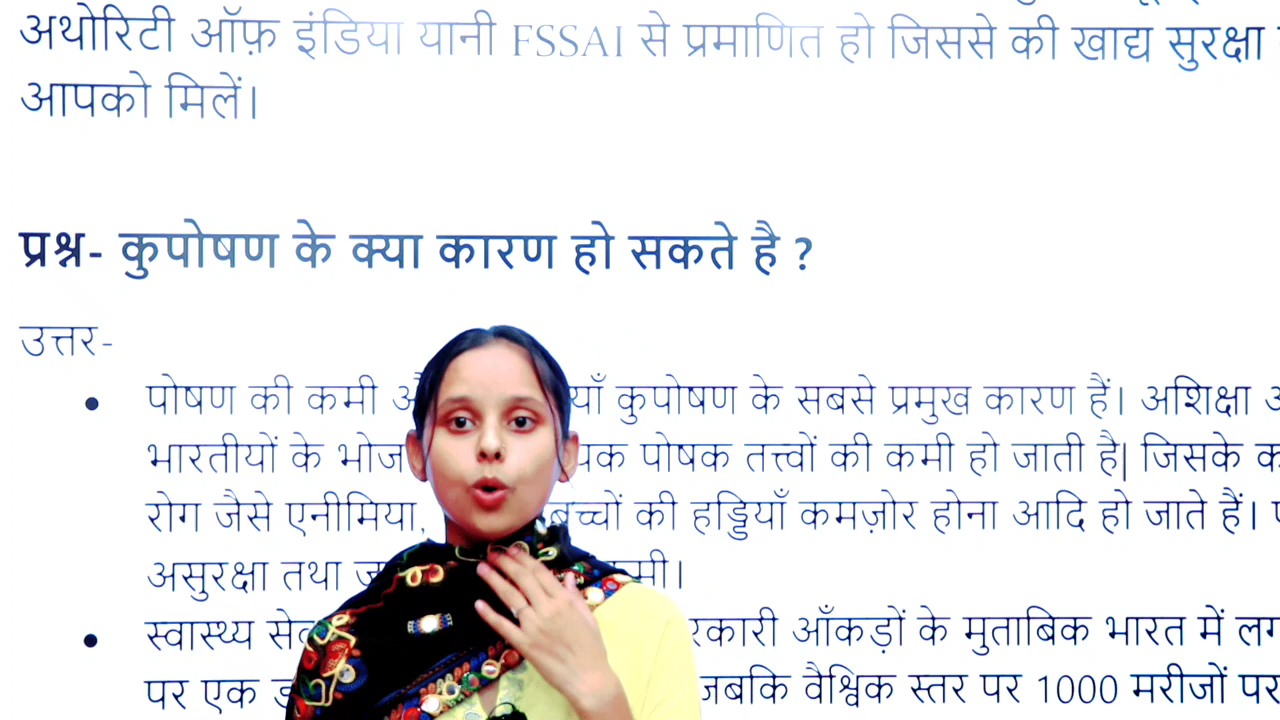 अथोरिटी ऑफ़ इंडिया यानी FSSAI से प्रमाणित हो जिससे की खाद्य सुरक्षा
आपको मिलें।
प्रश्न- कुपोषण के क्या कारण हो सकते है ?
उत्तर-
• पोषण की कमी कुपोषण के सबसे प्रमुख कारण हैं। अशिक्षा
भारतीयों के पोषक तत्त्वों की कमी हो जाती है| जिसके
रोग जैसे एनीमिया, बच्चों की हड्डियाँ कमज़ोर होना आदि हो जाते हैं।
असुरक्षा तथा
• स्वास्थ्य आँकड़ों के मुताबिक भारत में
पर एक जबकि वैश्विक स्तर पर 1000 मरीजों पर